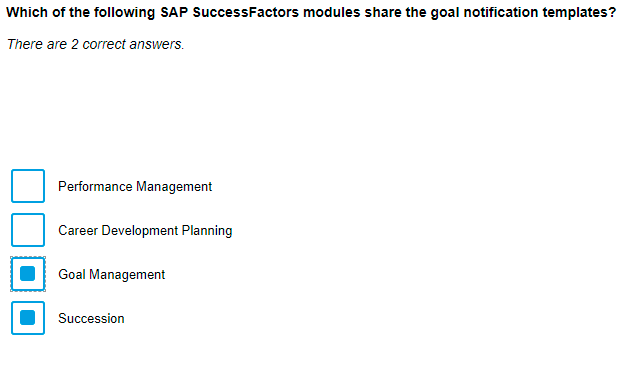 Which of the following SAP SuccessFactors modules share the goal notification templates?
There are 2 correct answers.
Performance Management
Career Development Planning
Goal Management
Succession